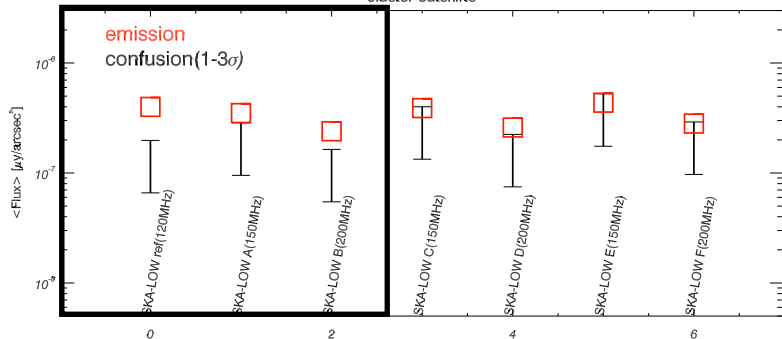 emission
confusion(1-3σ)
<Flux> [μy/arcsec²]
10⁻⁶
10⁻⁷
10⁻⁸
SKA-LOW ref(120MHz)
SKA-LOW A(150MHz)
SKA-LOW B(200MHz)
SKA-LOW C(150MHz)
SKA-LOW D(200MHz)
SKA-LOW E(150MHz)
SKA-LOW F(200MHz)
0 2 4 6